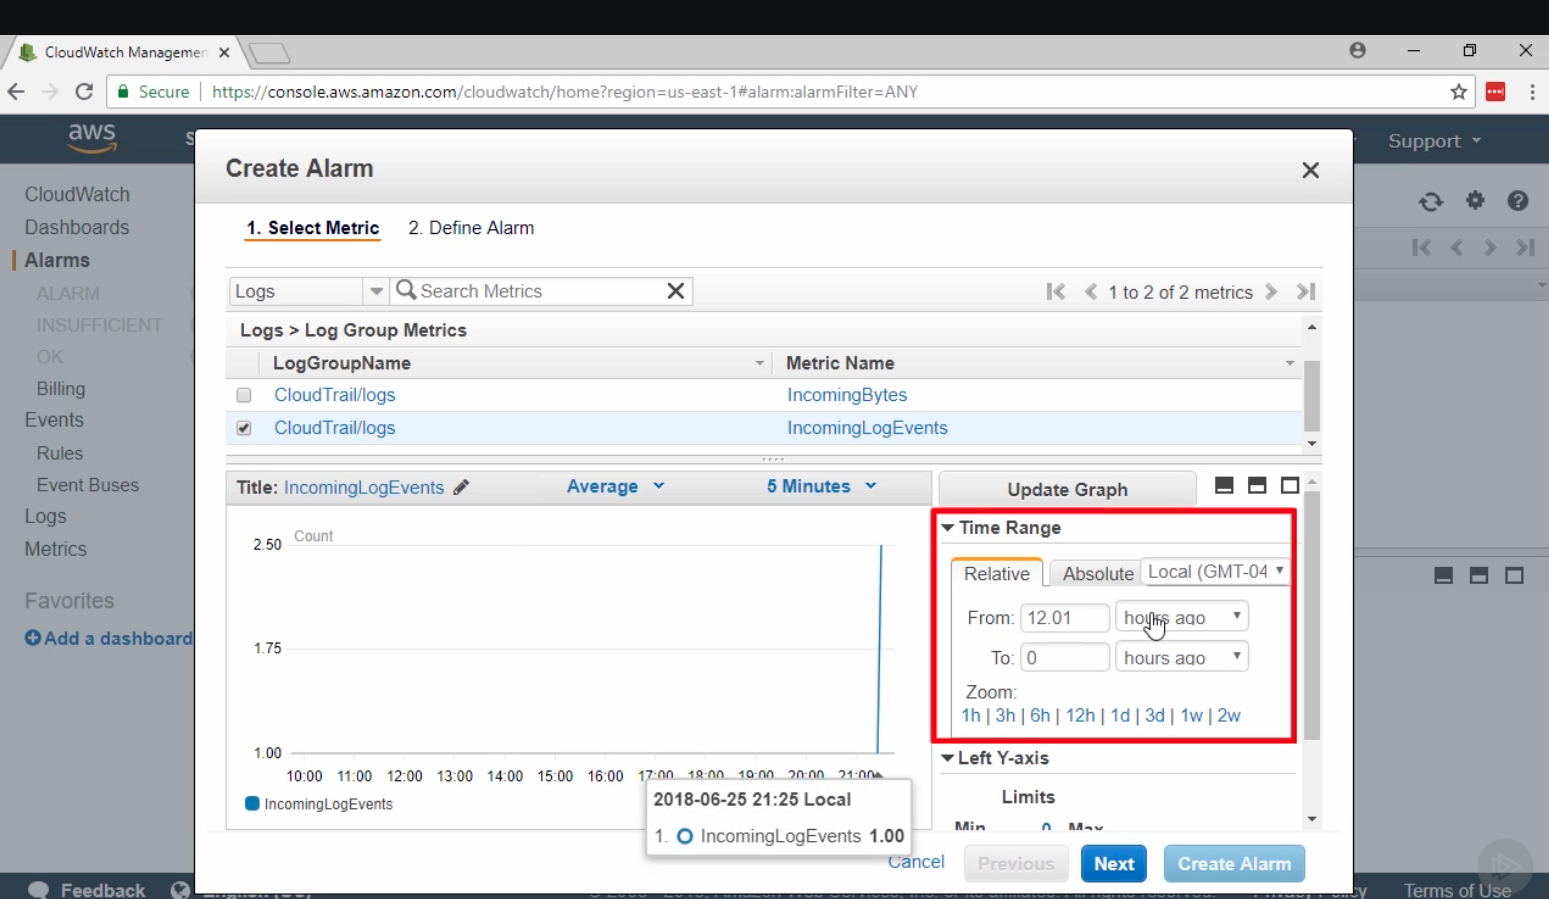 CloudWatch Managemen
Secure https://console.aws.amazon.com/cloudwatch/home?region=us-east-1#alarm:alarmFilter=ANY
aws
S
Support
CloudWatch
Dashboards
Alarms
ALARM
INSUFFICIENT
OK
Billing
Events
Rules
Event Buses
Logs
Metrics
Favorites
Add a dashboard
Create Alarm
1. Select Metric 2. Define Alarm
Logs Search Metrics 1 to 2 of 2 metrics
Logs > Log Group Metrics
LogGroupName Metric Name
CloudTrail/logs IncomingBytes
CloudTrail/logs IncomingLogEvents
Title: IncomingLogEvents Average 5 Minutes
Count
2.50
1.75
1.00
10:00 11:00 12:00 13:00 14:00 15:00 16:00 17:00 18:00 19:00 20:00 21:00
IncomingLogEvents
2018-06-25 21:25 Local
1. IncomingLogEvents 1.00
Update Graph
Time Range
Relative Absolute Local (GMT-04
From: 12.01 hours ago
To: 0 hours ago
Zoom:
1h | 3h | 6h | 12h | 1d | 3d | 1w | 2w
Left Y-axis
Limits
Min 0 Max
Cancel Previous Next Create Alarm
Feedback English (US)
Privacy Policy Terms of Use